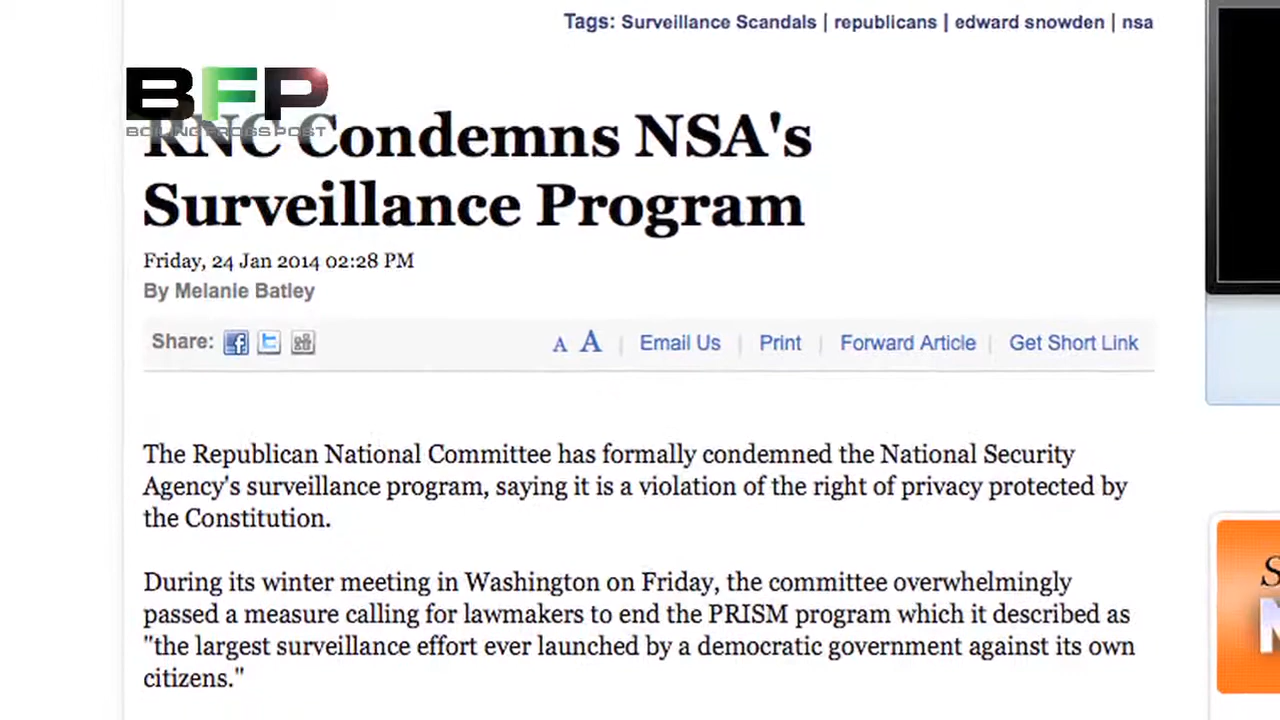 Tags: Surveillance Scandals | republicans | edward snowden | nsa
BFP
BOILING FROGS POST
RNC Condemns NSA's
Surveillance Program
Friday, 24 Jan 2014 02:28 PM
By Melanie Batley
Share:
A A | Email Us | Print | Forward Article | Get Short Link
The Republican National Committee has formally condemned the National Security
Agency's surveillance program, saying it is a violation of the right of privacy protected by
the Constitution.
During its winter meeting in Washington on Friday, the committee overwhelmingly
passed a measure calling for lawmakers to end the PRISM program which it described as
"the largest surveillance effort ever launched by a democratic government against its own
citizens."